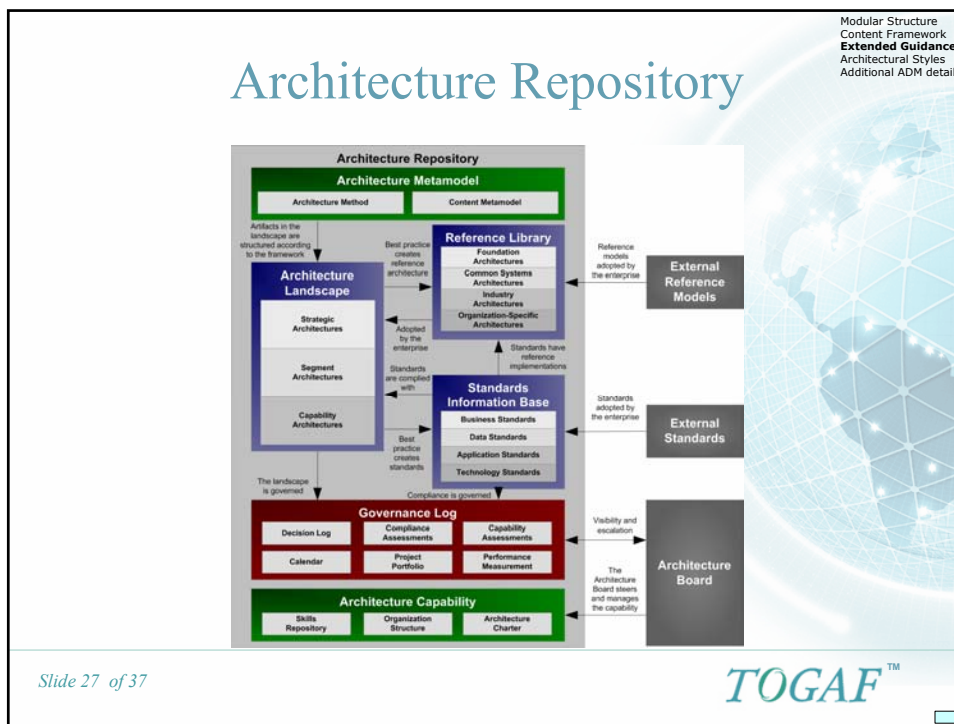 Modular Structure
Content Framework
Extended Guidance
Architectural Styles
Additional ADM detail
Architecture Repository
Architecture Repository
Architecture Metamodel
Architecture Method
Content Metamodel
Artifacts in the
landscape are
structured according
to the framework
Best practice
creates
reference
architecture
Reference Library
Foundation
Architectures
Common Systems
Architectures
Industry
Architectures
Organization-Specific
Architectures
Reference
models
adopted by
the enterprise
External
Reference
Models
Architecture
Landscape
Strategic
Architectures
Segment
Architectures
Capability
Architectures
Adopted
by the
enterprise
Standards have
reference
implementations
Standards
are complied
with
Standards
Information Base
Business Standards
Data Standards
Application Standards
Technology Standards
Standards
adopted by
the enterprise
External
Standards
Best
practice
creates
standards
The landscape
is governed
Compliance is governed
Governance Log
Decision Log
Compliance
Assessments
Capability
Assessments
Calendar
Project
Portfolio
Performance
Measurement
Visibility and
escalation
Architecture
Board
The
Architecture
Board steers
and manages
the capability
Architecture Capability
Skills
Repository
Organization
Structure
Architecture
Charter
Slide 27 of 37
TOGAF™